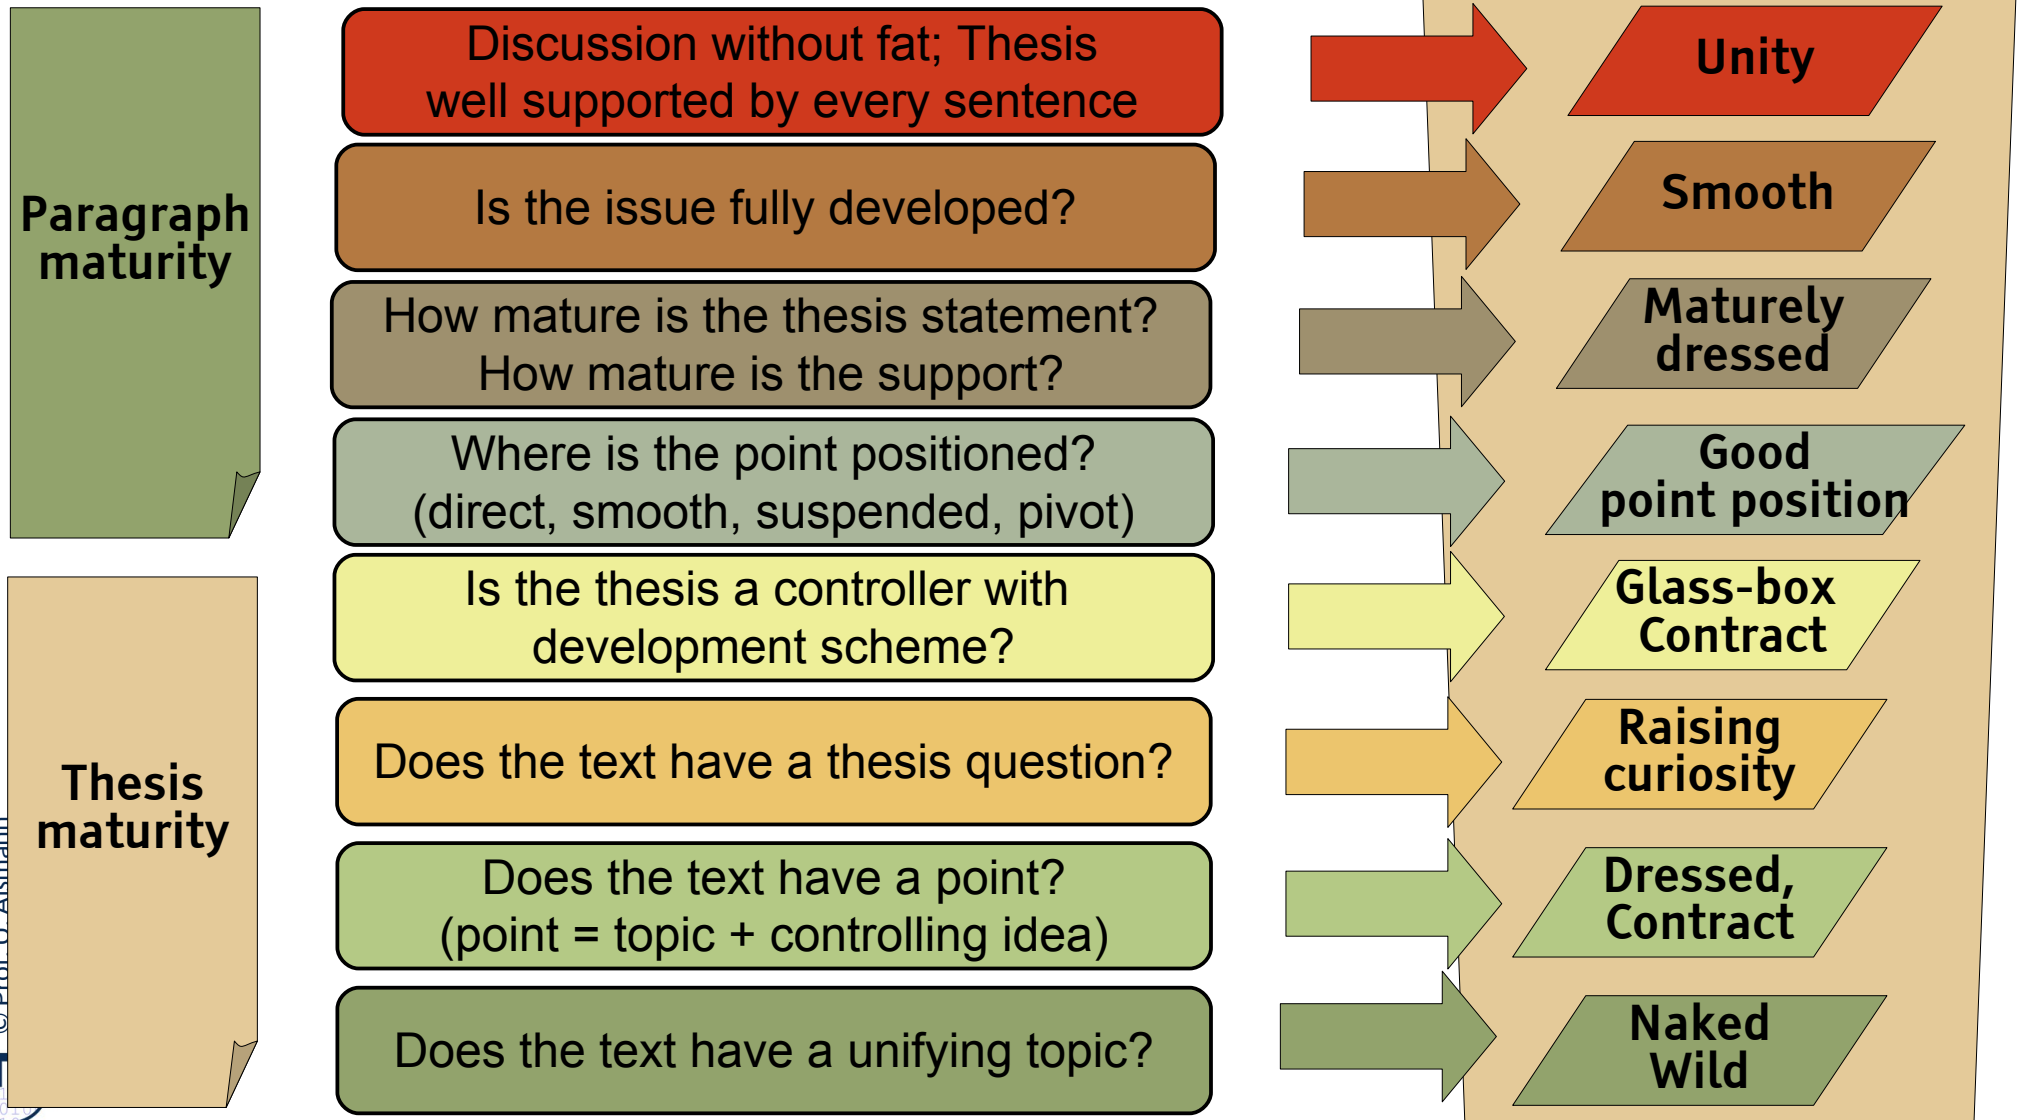 Paragraph
maturity
Discussion without fat; Thesis
well supported by every sentence
Unity
Is the issue fully developed?
Smooth
How mature is the thesis statement?
How mature is the support?
Maturely
dressed
Where is the point positioned?
(direct, smooth, suspended, pivot)
Good
point position
Thesis
maturity
Is the thesis a controller with
development scheme?
Glass-box
Contract
Does the text have a thesis question?
Raising
curiosity
Does the text have a point?
(point = topic + controlling idea)
Dressed,
Contract
Does the text have a unifying topic?
Naked
Wild